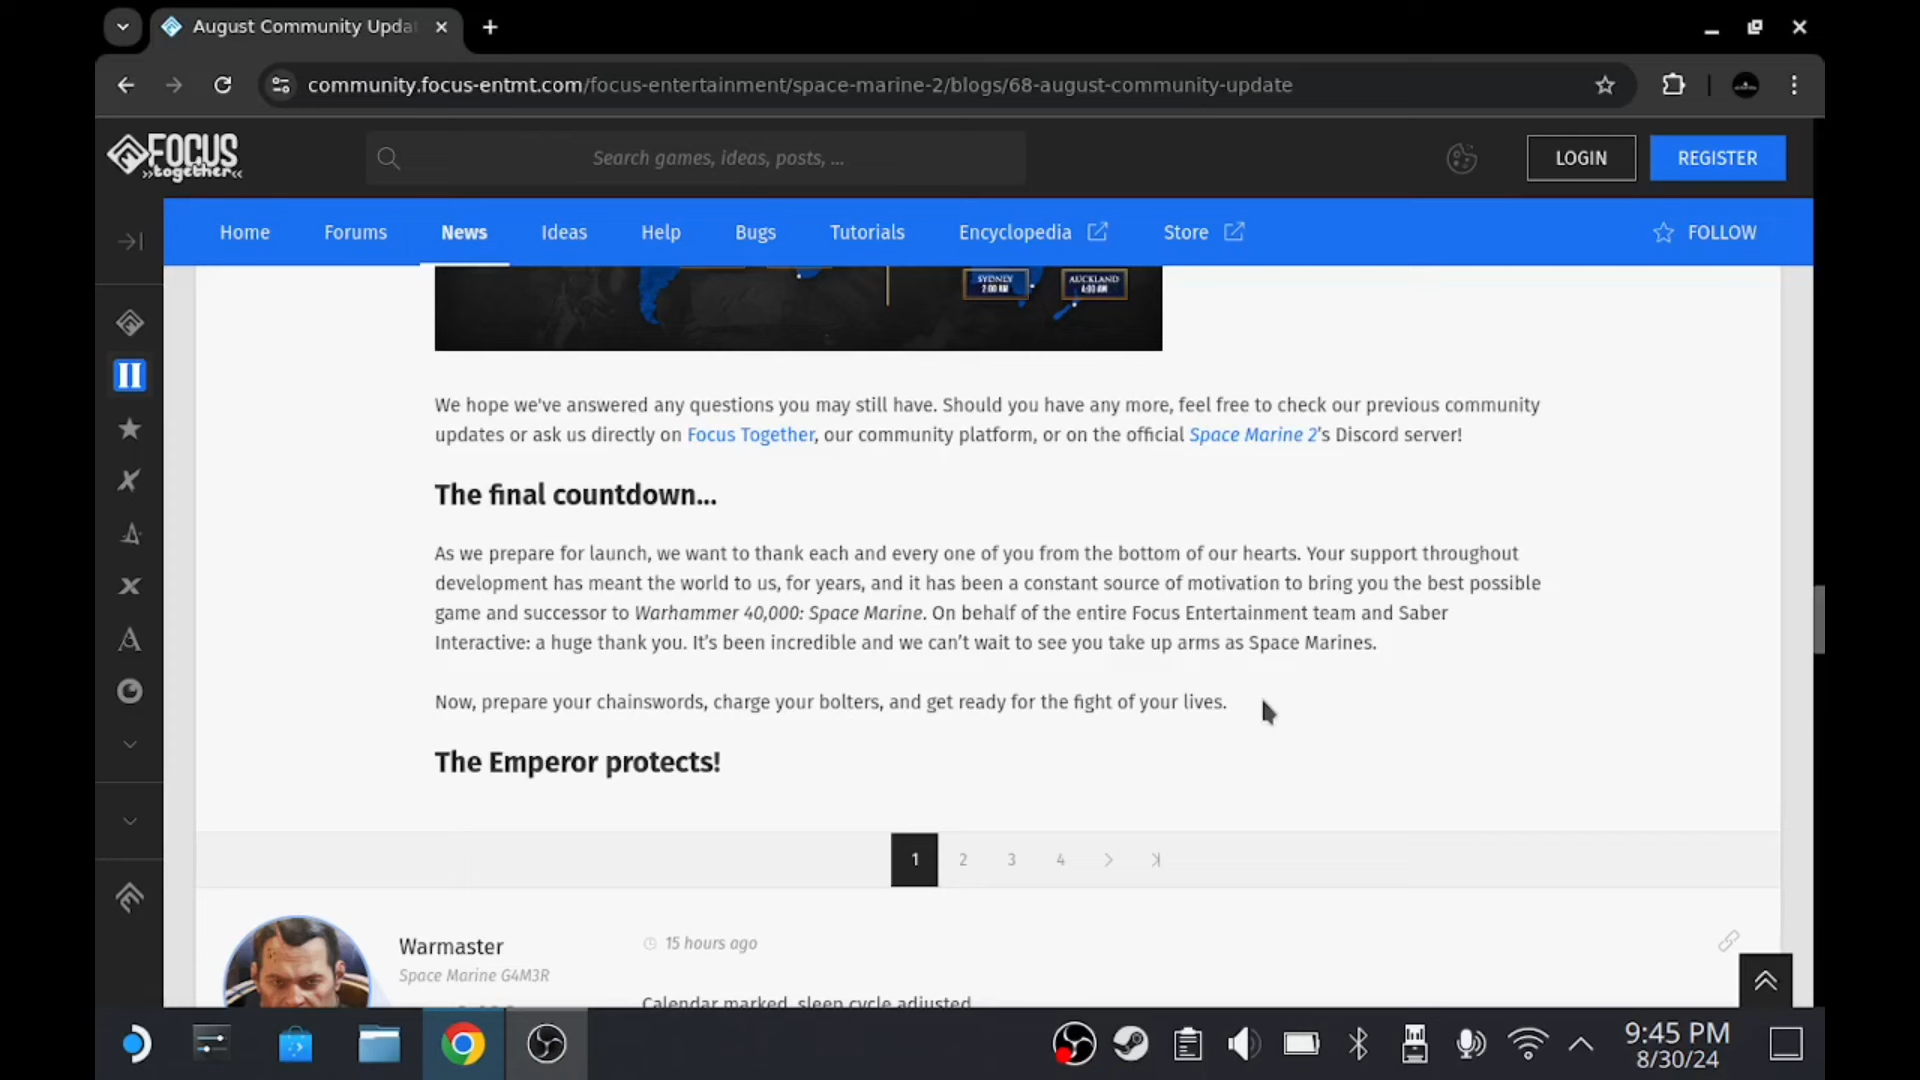 August Community Upda
community.focus-entmt.com/focus-entertainment/space-marine-2/blogs/68-august-community-update
FOCUS
»together«
Search games, ideas, posts, ...
LOGIN
REGISTER
Home
Forums
News
Ideas
Help
Bugs
Tutorials
Encyclopedia
Store
FOLLOW
SYDNEY
2:00 AM
AUCKLAND
4:00 AM
We hope we've answered any questions you may still have. Should you have any more, feel free to check our previous community
updates or ask us directly on Focus Together, our community platform, or on the official Space Marine 2's Discord server!
The final countdown...
As we prepare for launch, we want to thank each and every one of you from the bottom of our hearts. Your support throughout
development has meant the world to us, for years, and it has been a constant source of motivation to bring you the best possible
game and successor to Warhammer 40,000: Space Marine. On behalf of the entire Focus Entertainment team and Saber
Interactive: a huge thank you. It’s been incredible and we can’t wait to see you take up arms as Space Marines.
Now, prepare your chainswords, charge your bolters, and get ready for the fight of your lives.
The Emperor protects!
1 2 3 4
Warmaster
15 hours ago
Space Marine G4M3R
Calendar marked, sleep cycle adjusted
9:45 PM
8/30/24